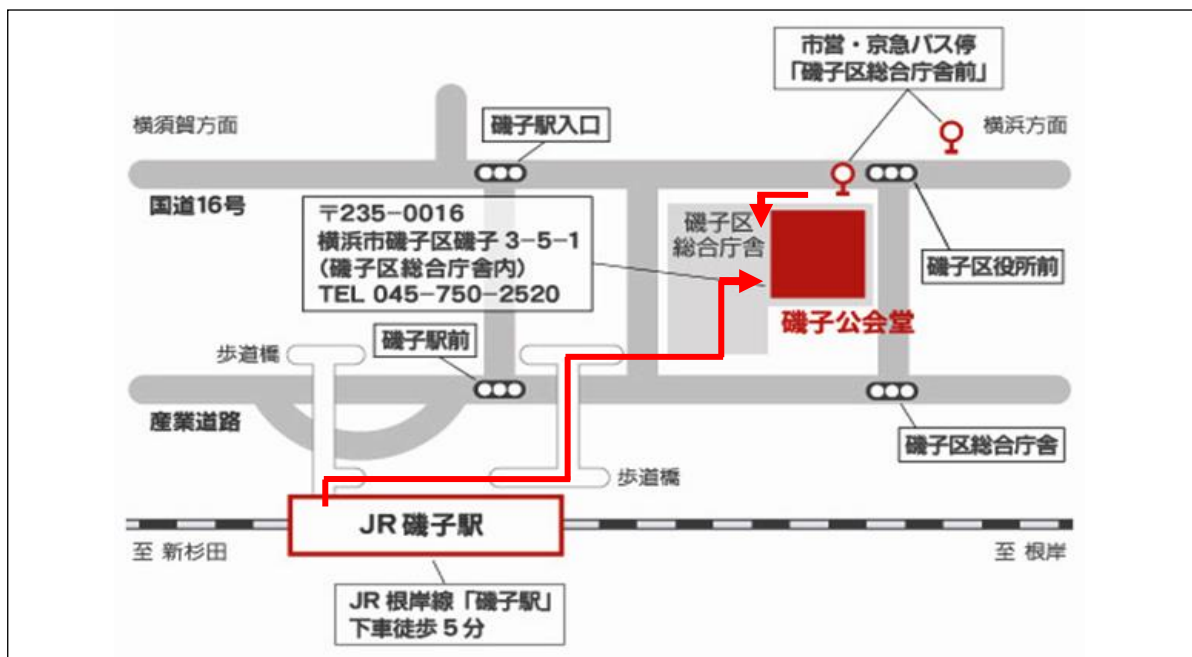 市営・京急バス停
「磯子区総合庁舎前」
横須賀方面
磯子駅入口
横浜方面
国道16号
〒235-0016
横浜市磯子区磯子 3-5-1
(磯子区総合庁舎内)
TEL 045-750-2520
磯子区
総合庁舎
磯子区役所前
磯子公会堂
歩道橋
磯子駅前
産業道路
磯子区総合庁舎
歩道橋
JR 磯子駅
至 新杉田
至 根岸
JR 根岸線「磯子駅」
下車徒歩 5 分